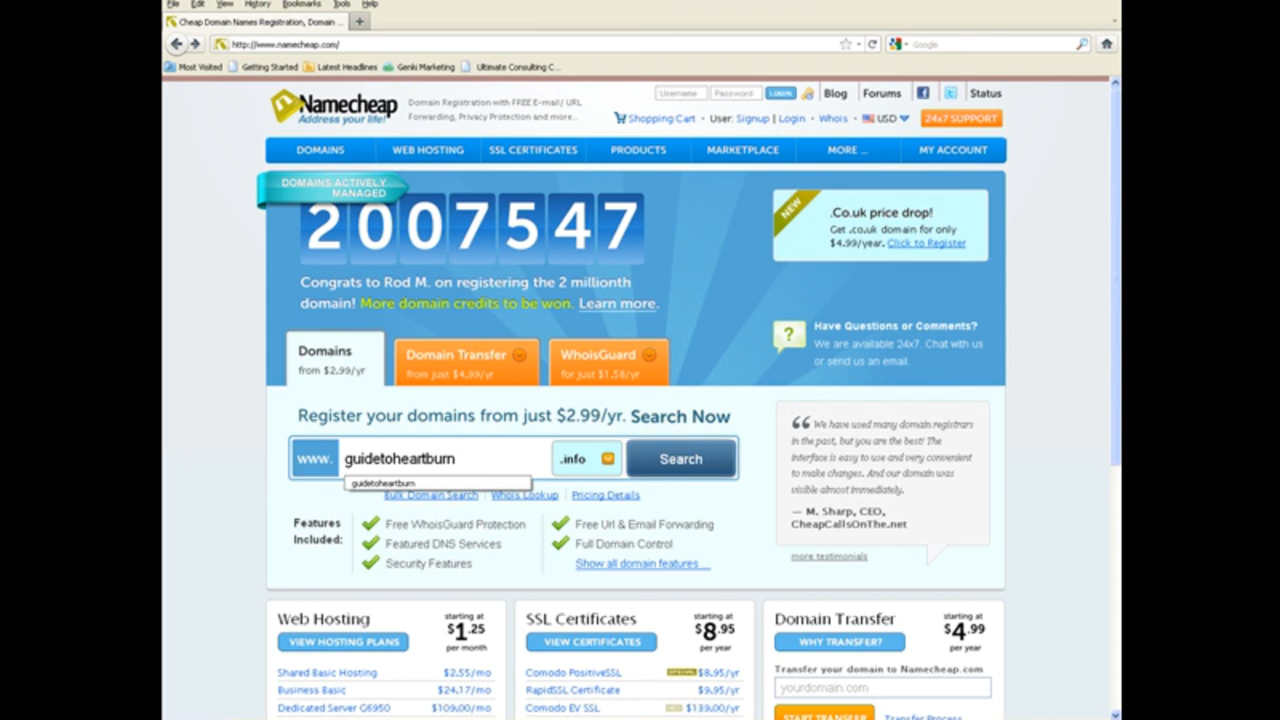 File Edit View History Bookmarks Tools Help
Cheap Domain Names Registration, Domain ...
http://www.namecheap.com/
Google
Most Visited Getting Started Latest Headlines Genki Marketing Ultimate Consulting C...
Namecheap
Address your life!
Domain Registration with FREE E-mail/ URL
Forwarding, Privacy Protection and more...
Username Password LOGIN Blog Forums Status
Shopping Cart • User: Signup | Login • Whois • USD 24x7 SUPPORT
DOMAINS WEB HOSTING SSL CERTIFICATES PRODUCTS MARKETPLACE MORE ... MY ACCOUNT
DOMAINS ACTIVELY
MANAGED
2007547
Congrats to Rod M. on registering the 2 millionth
domain! More domain credits to be won. Learn more.
NEW
.Co.uk price drop!
Get .co.uk domain for only
$4.99/year. Click to Register
?
Have Questions or Comments?
We are available 24x7. Chat with us
or send us an email.
Domains
from $2.99/yr
Domain Transfer
from just $4.99/yr
WhoisGuard
for just $1.58/yr
Register your domains from just $2.99/yr. Search Now
www. guidetoheartburn .info Search
guidetoheartburn
Bulk Domain Search Whois Lookup Pricing Details
Features
Included:
Free WhoisGuard Protection
Featured DNS Services
Security Features
Free Url & Email Forwarding
Full Domain Control
Show all domain features ...
“ We have used many domain registrars
in the past, but you are the best! The
interface is easy to use and very convenient
to make changes. And our domain was
visible almost immediately.
— M. Sharp, CEO,
CheapCallsOnThe.net
more testimonials
Web Hosting
starting at
$1.25
per month
VIEW HOSTING PLANS
Shared Basic Hosting $2.55/mo
Business Basic $24.17/mo
Dedicated Server G6950 $109.00/mo
SSL Certificates
starting at
$8.95
per year
VIEW CERTIFICATES
Comodo PositiveSSL $8.95/yr
RapidSSL Certificate $9.95/yr
Comodo EV SSL $139.00/yr
Domain Transfer
starting at
$4.99
per year
WHY TRANSFER?
Transfer your domain to Namecheap.com
yourdomain.com
START TRANSFER Transfer Process